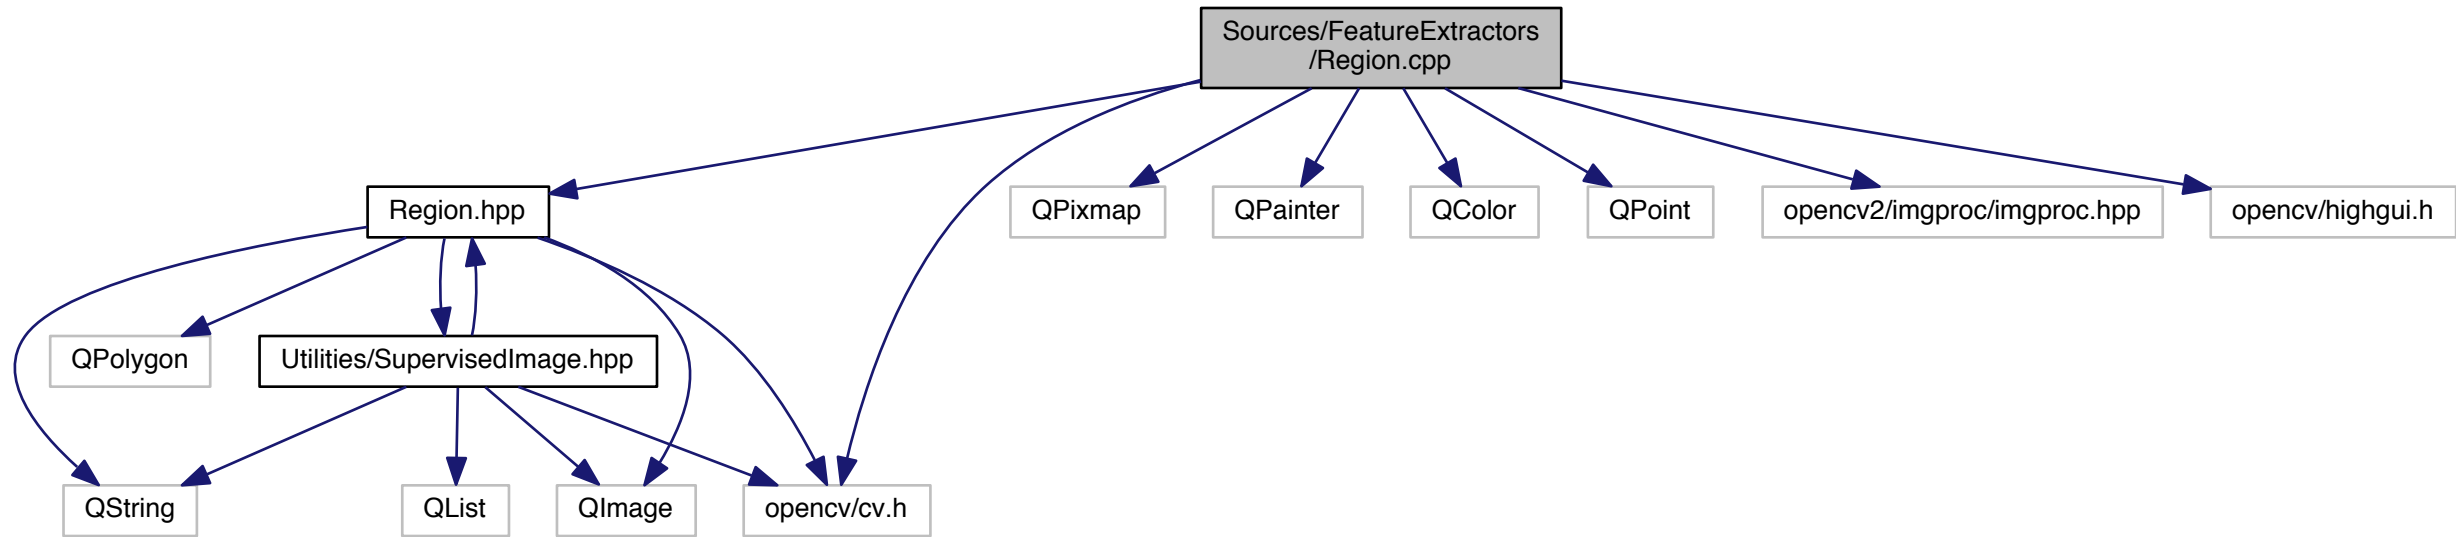 Sources/FeatureExtractors
/Region.cpp
Region.hpp
QPixmap
QPainter
QColor
QPoint
opencv2/imgproc/imgproc.hpp
opencv/highgui.h
QPolygon
Utilities/SupervisedImage.hpp
QString
QList
QImage
opencv/cv.h